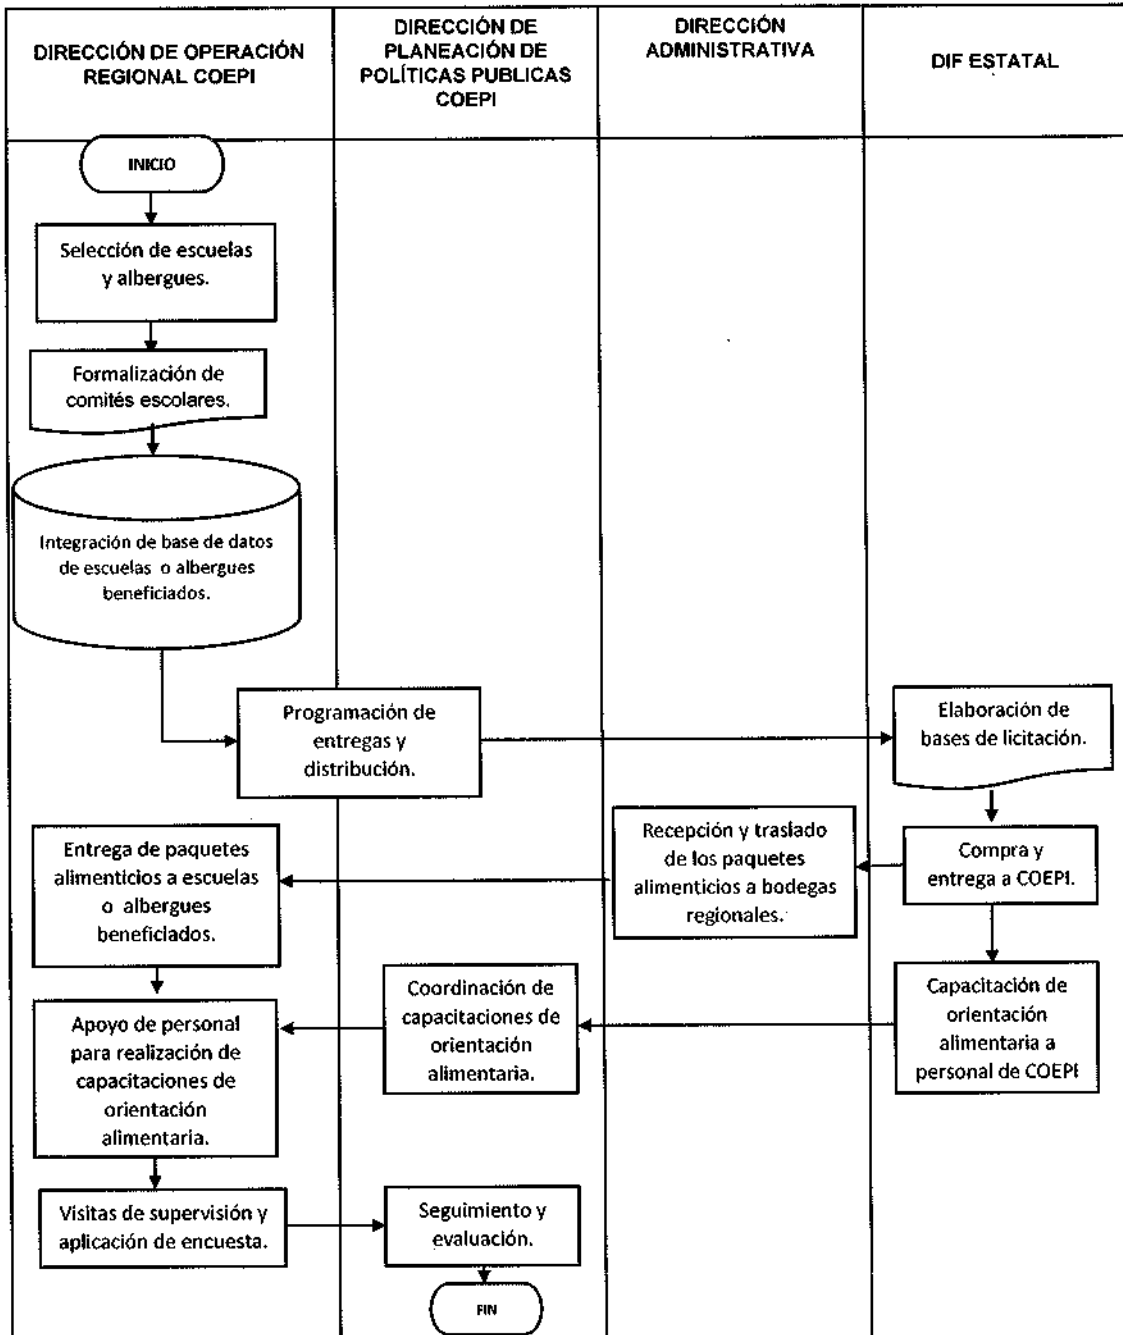 DIRECCIÓN DE OPERACIÓN
REGIONAL COEPI
DIRECCIÓN DE
PLANEACIÓN DE
POLÍTICAS PUBLICAS
COEPI
DIRECCIÓN
ADMINISTRATIVA
DIF ESTATAL
INICIO
Selección de escuelas
y albergues.
Formalización de
comités escolares.
Integración de base de datos
de escuelas o albergues
beneficiados.
Programación de
entregas y
distribución.
Elaboración de
bases de licitación.
Compra y
entrega a COEPI.
Recepción y traslado
de los paquetes
alimenticios a bodegas
regionales.
Entrega de paquetes
alimenticios a escuelas
o albergues
beneficiados.
Capacitación de
orientación
alimentaria a
personal de COEPI
Coordinación de
capacitaciones de
orientación
alimentaria.
Apoyo de personal
para realización de
capacitaciones de
orientación
alimentaria.
Visitas de supervisión y
aplicación de encuesta.
Seguimiento y
evaluación.
FIN